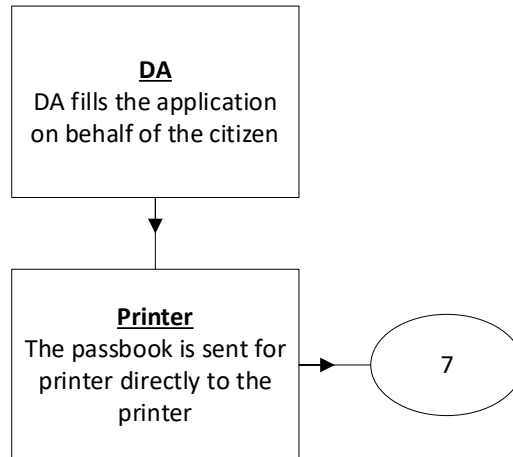 DA
DA fills the application
on behalf of the citizen
Printer
The passbook is sent for
printer directly to the
printer
7